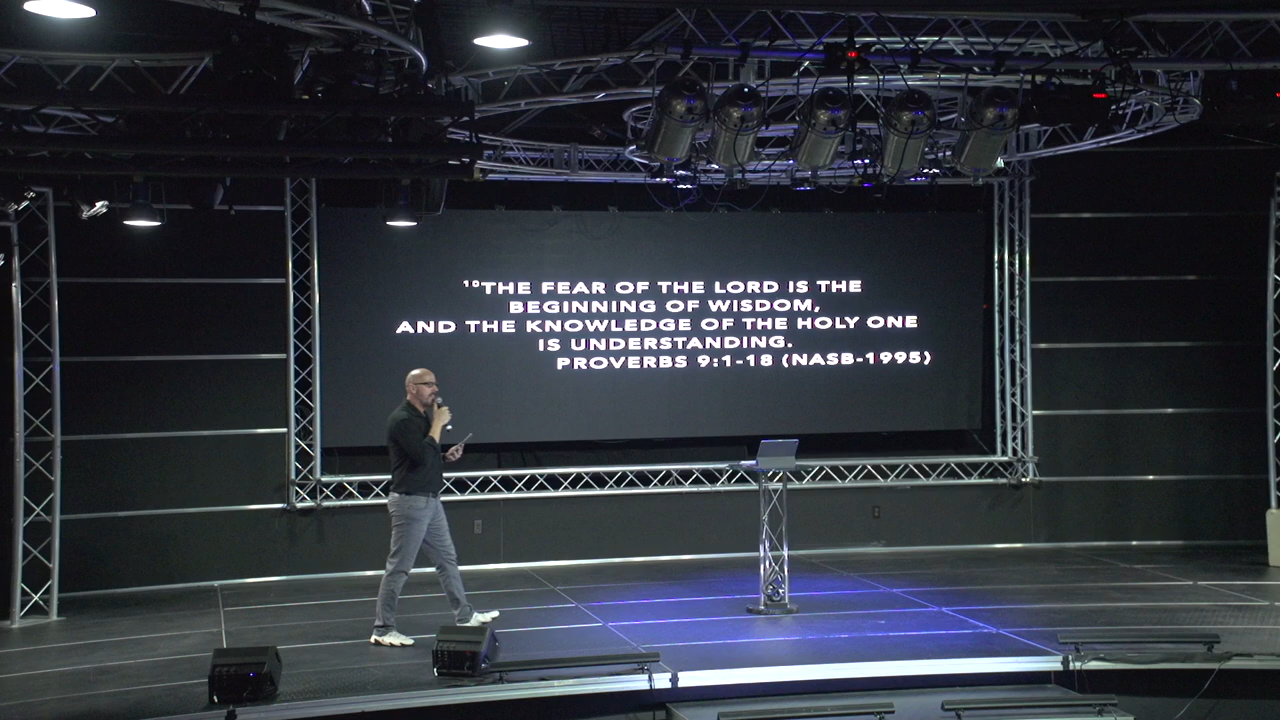 ¹⁰THE FEAR OF THE LORD IS THE
BEGINNING OF WISDOM,
AND THE KNOWLEDGE OF THE HOLY ONE
IS UNDERSTANDING.
PROVERBS 9:1-18 (NASB-1995)